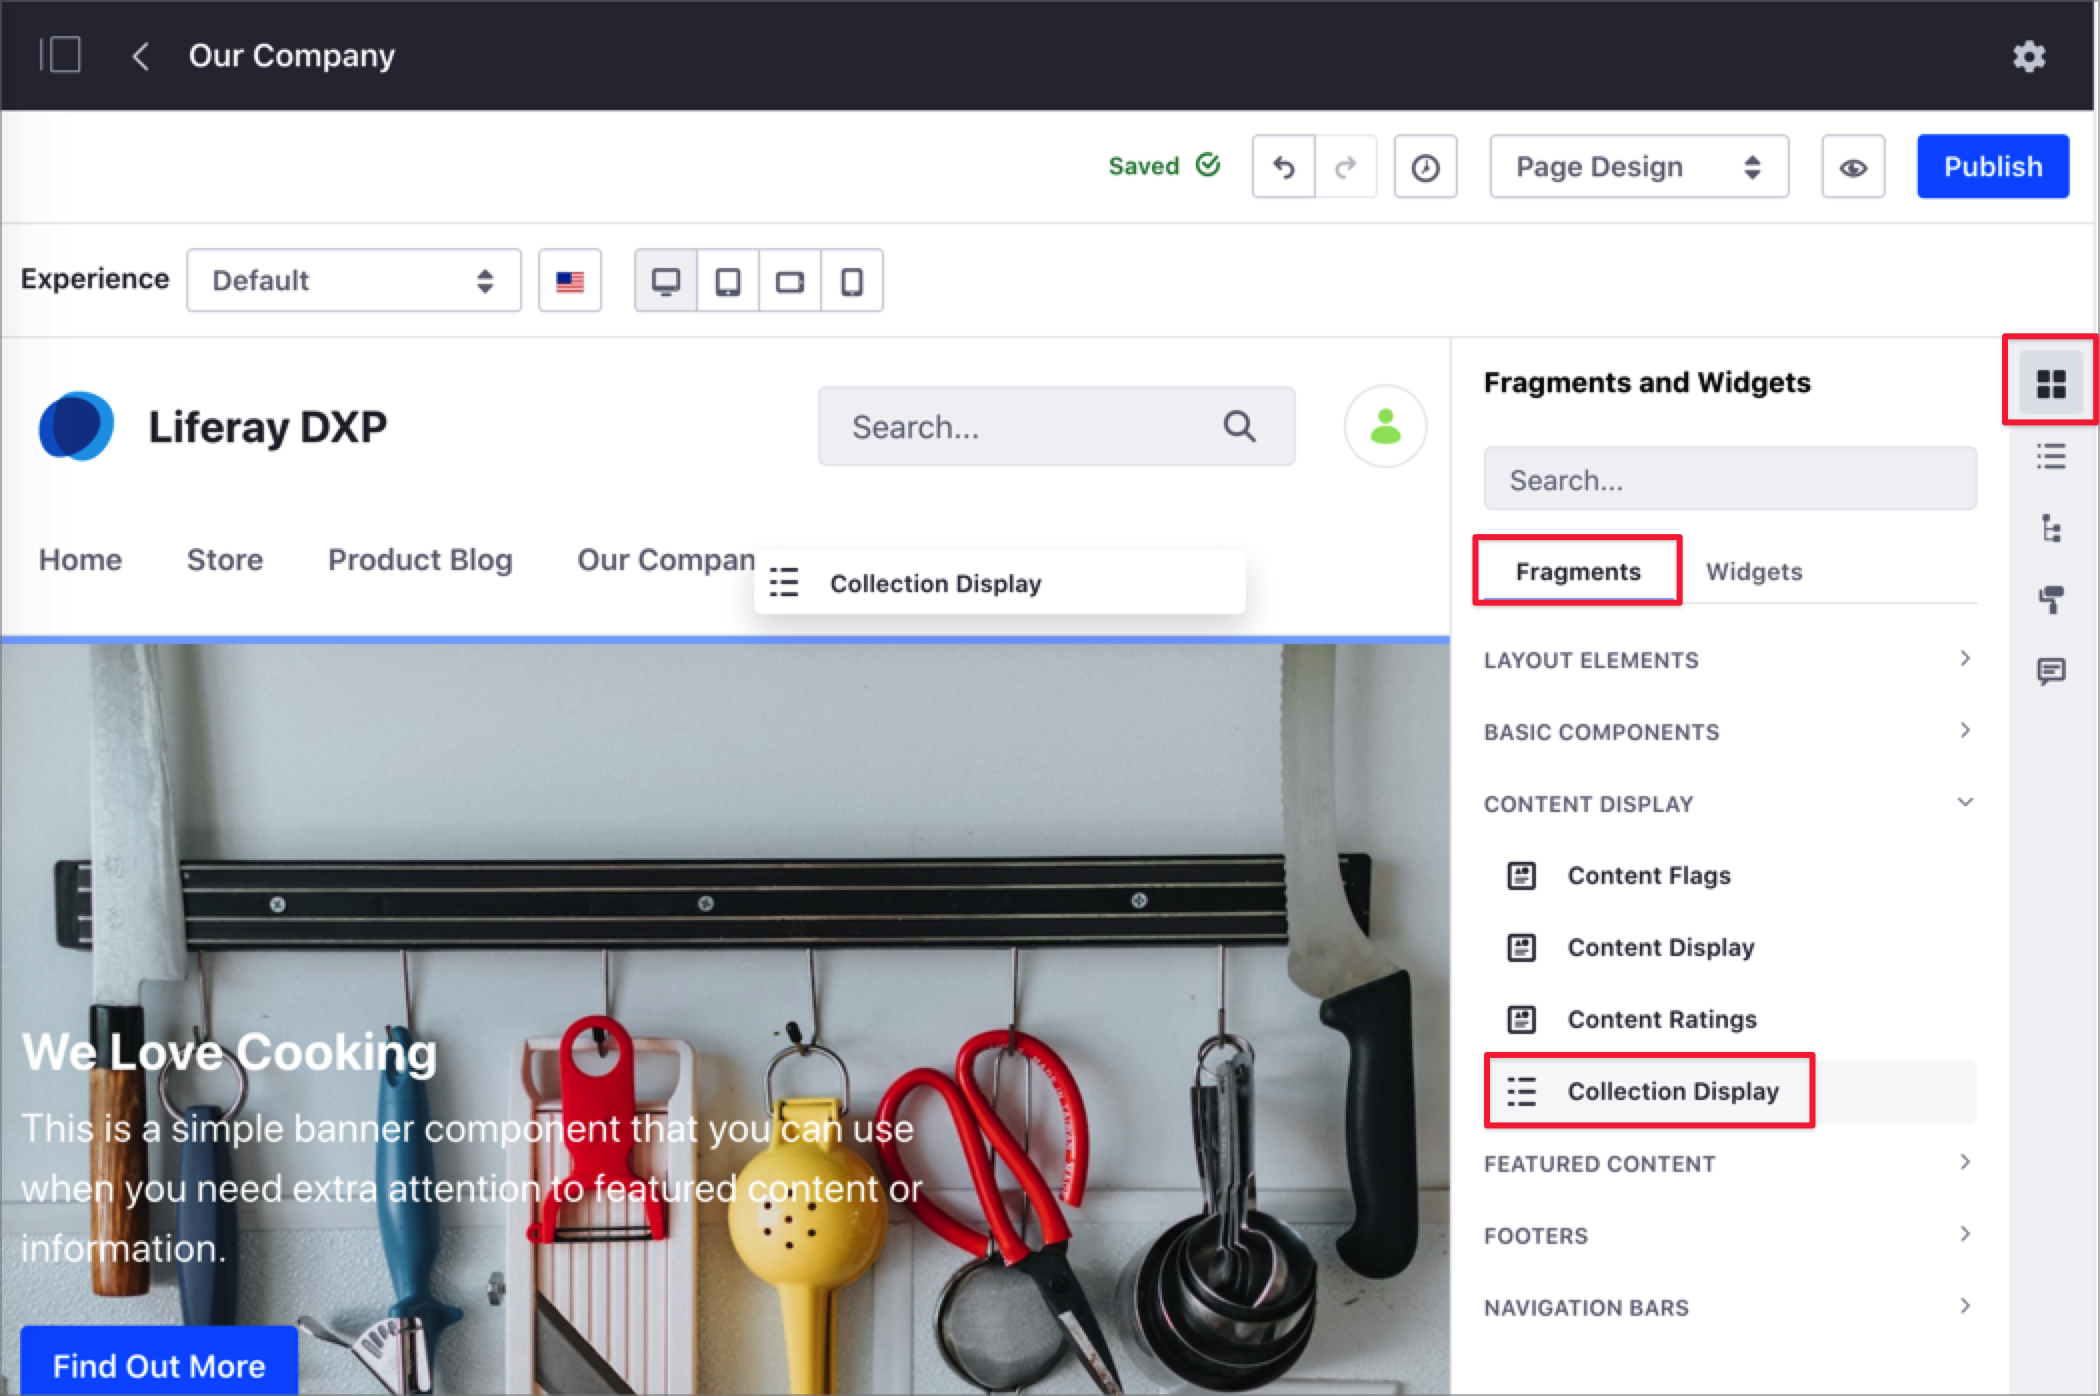 Our Company
Saved
Page Design
Publish
Experience
Default
Liferay DXP
Search...
Home
Store
Product Blog
Our Compan
Collection Display
We Love Cooking
This is a simple banner component that you can use
when you need extra attention to featured content or
information.
Find Out More
Fragments and Widgets
Search...
Fragments
Widgets
LAYOUT ELEMENTS
BASIC COMPONENTS
CONTENT DISPLAY
Content Flags
Content Display
Content Ratings
Collection Display
FEATURED CONTENT
FOOTERS
NAVIGATION BARS